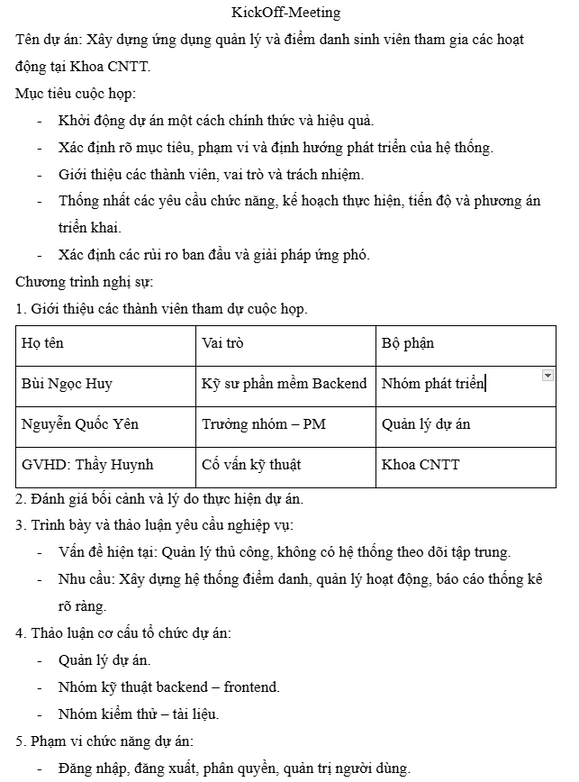 KickOff-Meeting
Tên dự án: Xây dựng ứng dụng quản lý và điểm danh sinh viên tham gia các hoạt
động tại Khoa CNTT.
Mục tiêu cuộc họp:
- Khởi động dự án một cách chính thức và hiệu quả.
- Xác định rõ mục tiêu, phạm vi và định hướng phát triển của hệ thống.
- Giới thiệu các thành viên, vai trò và trách nhiệm.
- Thống nhất các yêu cầu chức năng, kế hoạch thực hiện, tiến độ và phương án
triển khai.
- Xác định các rủi ro ban đầu và giải pháp ứng phó.
Chương trình nghị sự:
1. Giới thiệu các thành viên tham dự cuộc họp.
Họ tên Vai trò Bộ phận
Bùi Ngọc Huy Kỹ sư phần mềm Backend Nhóm phát triển
Nguyễn Quốc Yên Trưởng nhóm – PM Quản lý dự án
GVHD: Thầy Huynh Cố vấn kỹ thuật Khoa CNTT
2. Đánh giá bối cảnh và lý do thực hiện dự án.
3. Trình bày và thảo luận yêu cầu nghiệp vụ:
- Vấn đề hiện tại: Quản lý thủ công, không có hệ thống theo dõi tập trung.
- Nhu cầu: Xây dựng hệ thống điểm danh, quản lý hoạt động, báo cáo thống kê
rõ ràng.
4. Thảo luận cơ cấu tổ chức dự án:
- Quản lý dự án.
- Nhóm kỹ thuật backend – frontend.
- Nhóm kiểm thử – tài liệu.
5. Phạm vi chức năng dự án:
- Đăng nhập, đăng xuất, phân quyền, quản trị người dùng.